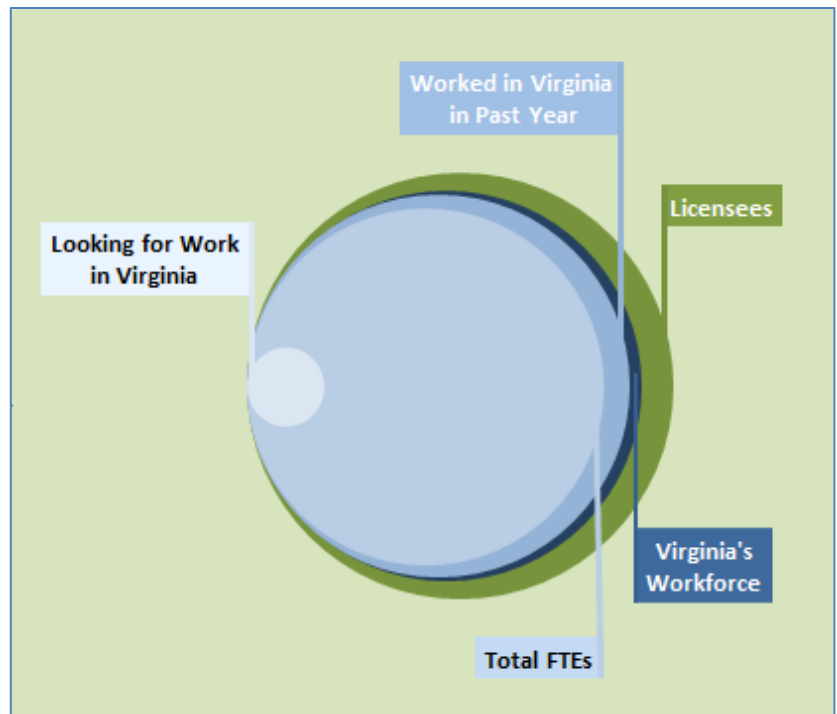 Worked in Virginia
in Past Year
Licensees
Looking for Work
in Virginia
Virginia's
Workforce
Total FTEs